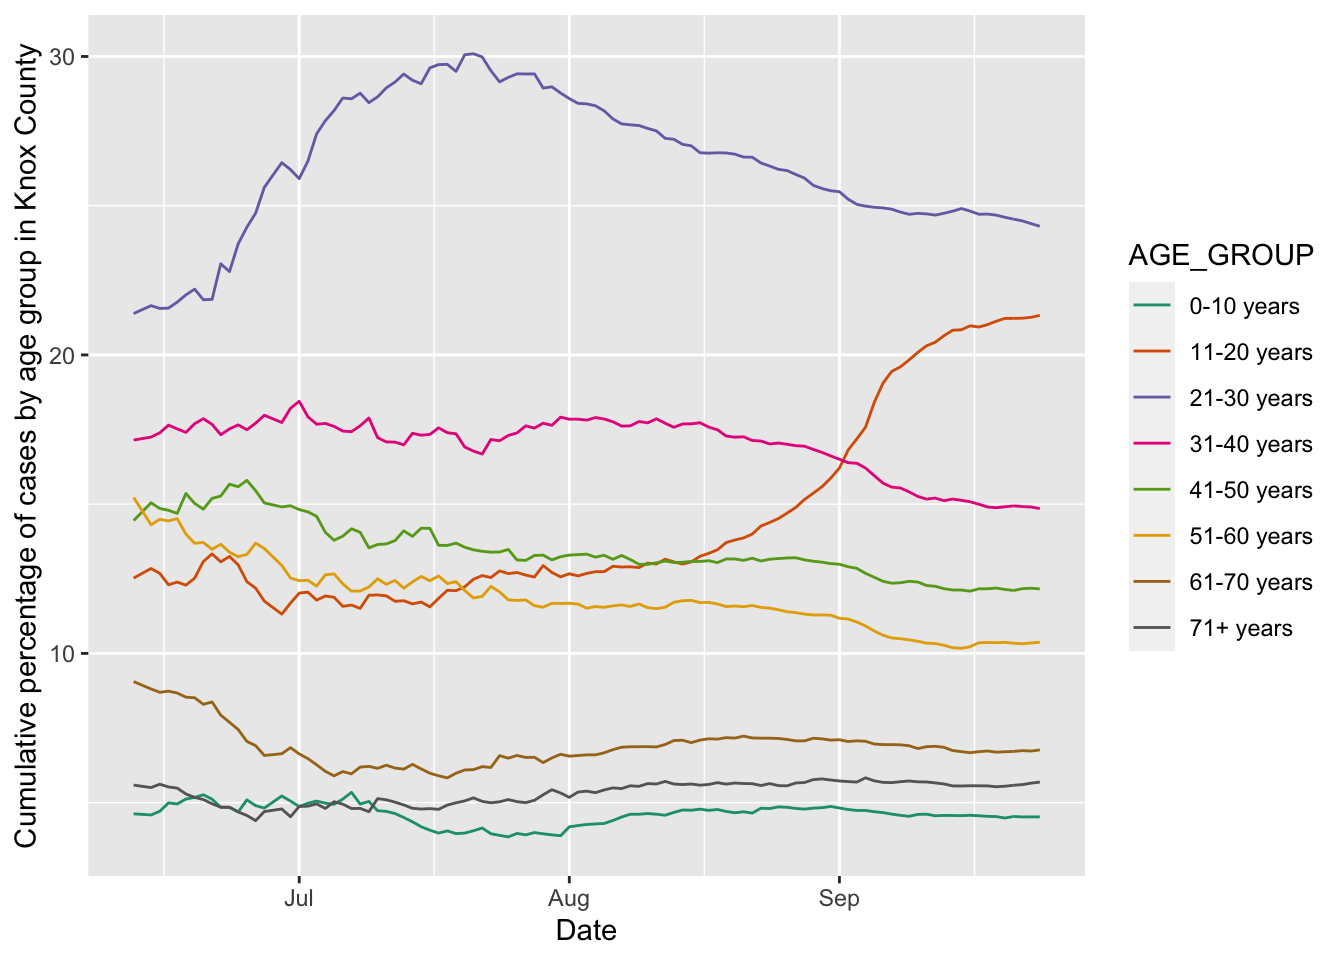 Cumulative percentage of cases by age group in Knox County
30
20
10
Jul
Aug
Sep
Date
AGE_GROUP
0-10 years
11-20 years
21-30 years
31-40 years
41-50 years
51-60 years
61-70 years
71+ years